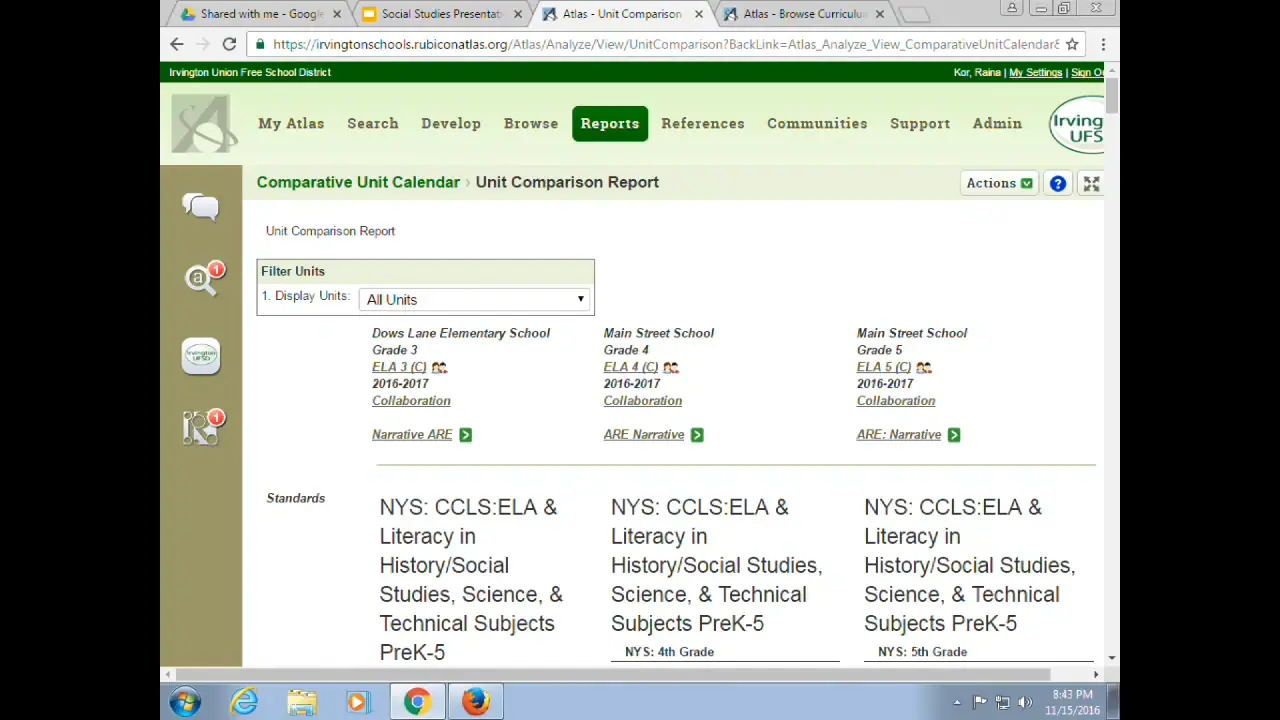 Shared with me - Google
Social Studies Presentati
Atlas - Unit Comparison
Atlas - Browse Curriculu
https://irvingtonschools.rubiconatlas.org/Atlas/Analyze/View/UnitComparison?BackLink=Atlas_Analyze_View_ComparativeUnitCalendar&
Irvington Union Free School District
Kor, Raina | My Settings | Sign O
My Atlas Search Develop Browse Reports References Communities Support Admin
Irving
UFS
Comparative Unit Calendar › Unit Comparison Report
Actions
?
Unit Comparison Report
Filter Units
1. Display Units: All Units
a 1
Irvington
UFSD
1
Dows Lane Elementary School
Grade 3
ELA 3 (C)
2016-2017
Collaboration
Narrative ARE
Main Street School
Grade 4
ELA 4 (C)
2016-2017
Collaboration
ARE Narrative
Main Street School
Grade 5
ELA 5 (C)
2016-2017
Collaboration
ARE: Narrative
Standards
NYS: CCLS:ELA &
Literacy in
History/Social
Studies, Science, &
Technical Subjects
PreK-5
NYS: CCLS:ELA &
Literacy in
History/Social Studies,
Science, & Technical
Subjects PreK-5
NYS: 4th Grade
NYS: CCLS:ELA &
Literacy in
History/Social Studies,
Science, & Technical
Subjects PreK-5
NYS: 5th Grade
8:43 PM
11/15/2016